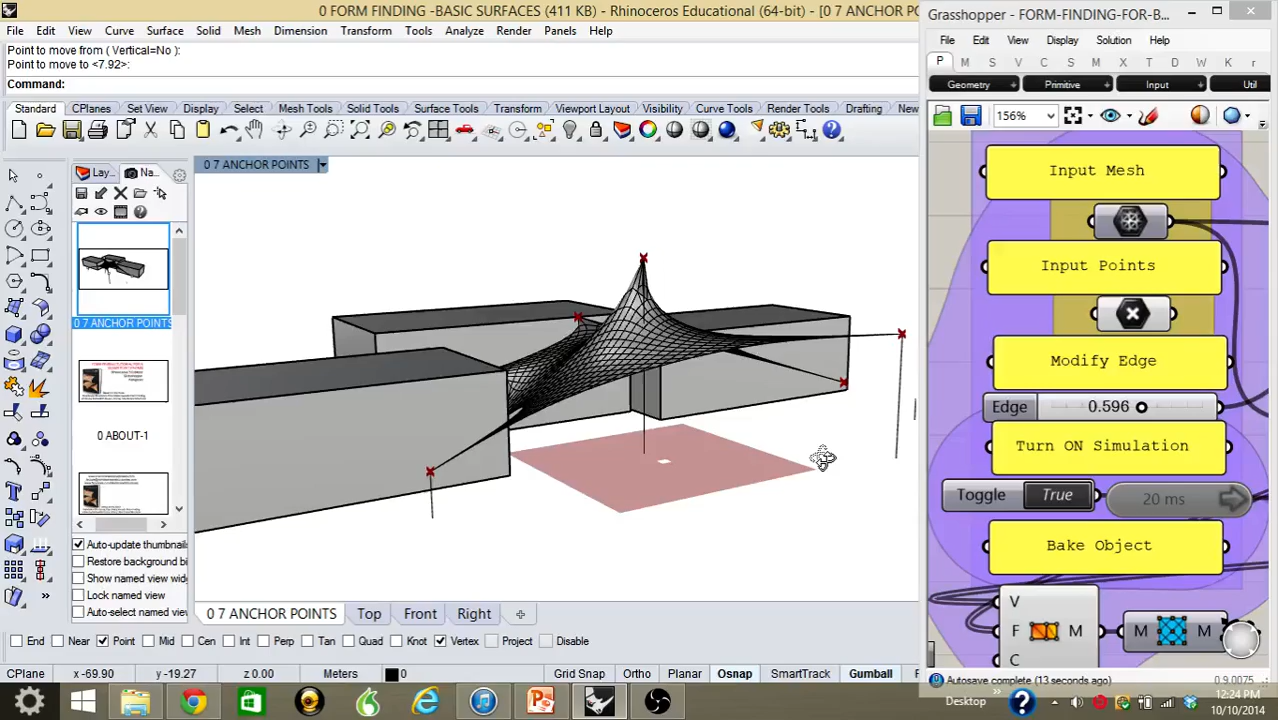 0 FORM FINDING -BASIC SURFACES (411 KB) - Rhinoceros Educational (64-bit) - [0 7 ANCHOR PO
File Edit View Curve Surface Solid Mesh Dimension Transform Tools Analyze Render Panels Help
Point to move from ( Vertical=No ):
Point to move to <7.92>:
Command:
Standard CPlanes Set View Display Select Mesh Tools Solid Tools Surface Tools Transform Viewport Layout Visibility Curve Tools Render Tools Drafting New
Lay... Na...
0 7 ANCHOR POINTS
0 7 ANCHOR POINTS
0 ABOUT-1
Auto-update thumbnails
Restore background bi
Show named view widg
Lock named view
Auto-select named view
0 7 ANCHOR POINTS Top Front Right
End Near Point Mid Cen Int Perp Tan Quad Knot Vertex Project Disable
CPlane x -69.90 y -19.27 z 0.00 Meters 0 Grid Snap Ortho Planar Osnap SmartTrack Gumball
Grasshopper - FORM-FINDING-FOR-B...
File Edit View Display Solution Help
P M S V C S M X T D W K r
Geometry Primitive Input Util
156%
Input Mesh
Input Points
Modify Edge
Edge 0.596
Turn ON Simulation
Toggle True 20 ms
Bake Object
V
F M M M
C
Autosave complete (13 seconds ago) 0.9.0075
Desktop 12:24 PM
10/10/2014